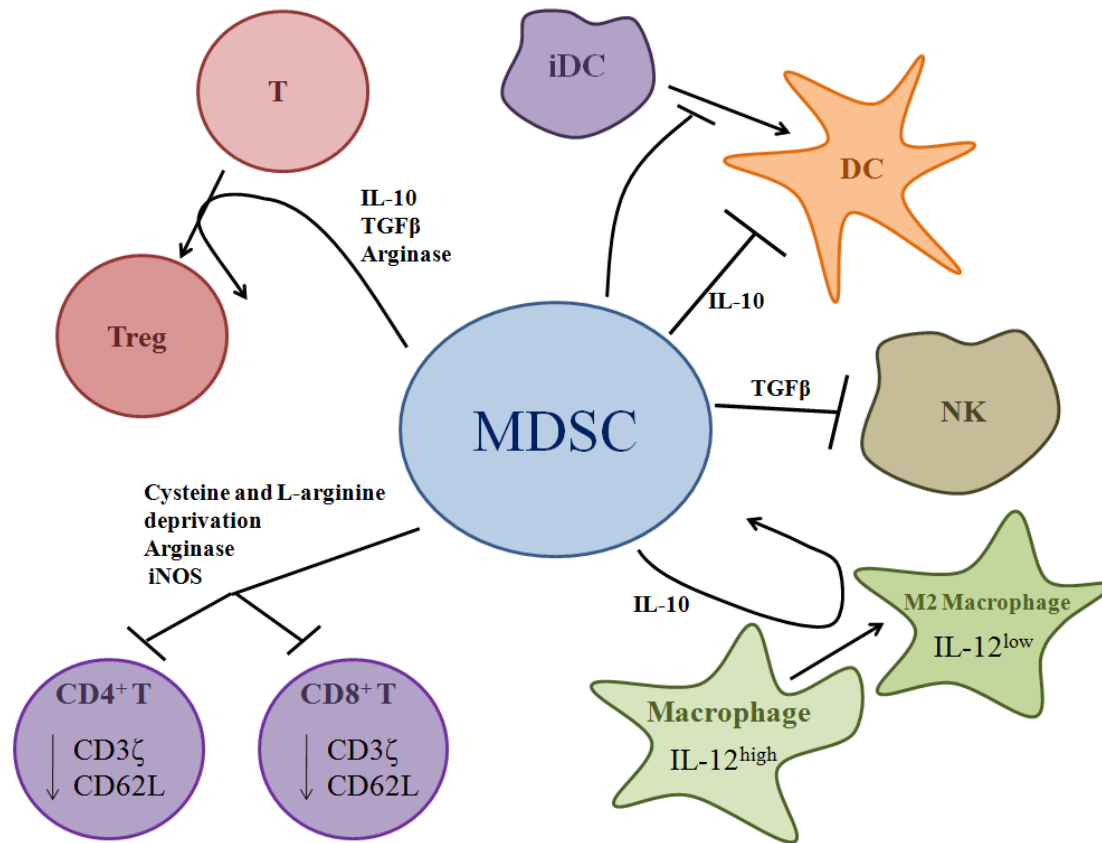 T
iDC
DC
IL-10
TGFβ
Arginase
Treg
IL-10
TGFβ
NK
MDSC
Cysteine and L-arginine
deprivation
Arginase
iNOS
IL-10
M2 Macrophage
IL-12low
Macrophage
IL-12high
CD4+ T
CD3ζ
CD62L
CD8+ T
CD3ζ
CD62L